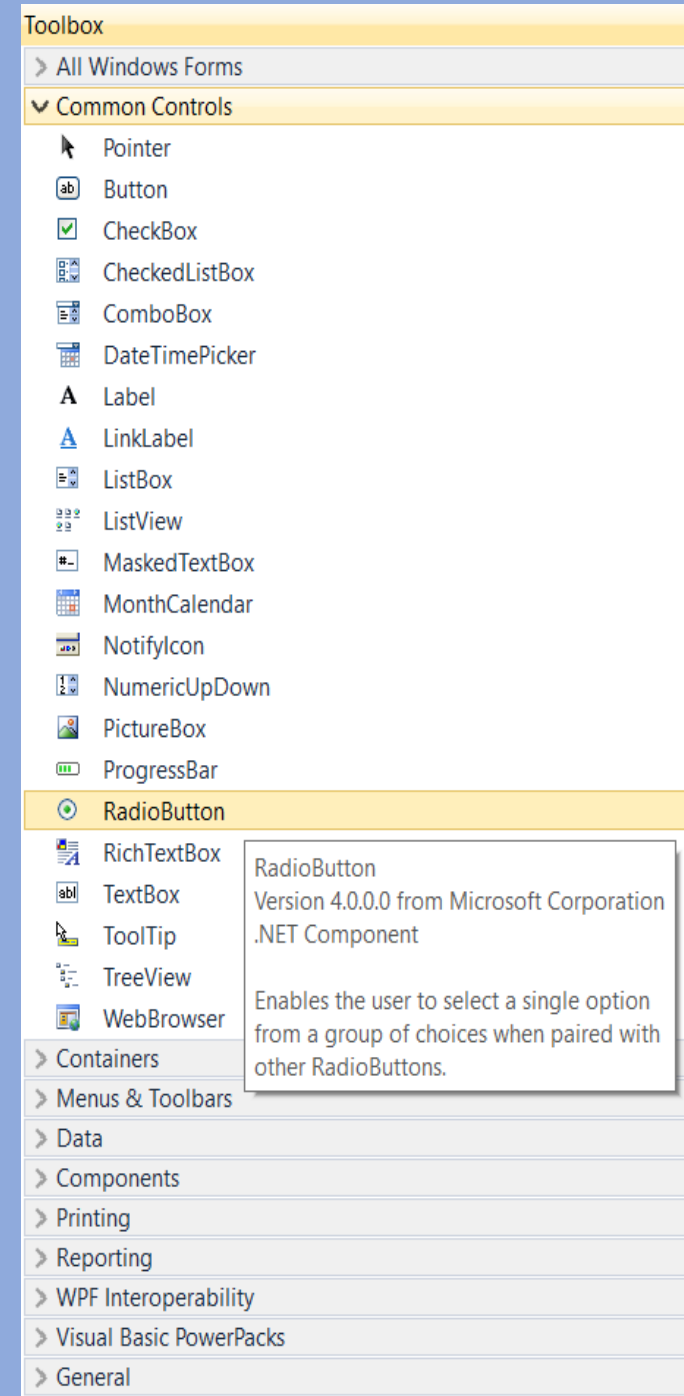 Toolbox
All Windows Forms
Common Controls
Pointer
Button
CheckBox
CheckedListBox
ComboBox
DateTimePicker
Label
LinkLabel
ListBox
ListView
MaskedTextBox
MonthCalendar
NotifyIcon
NumericUpDown
PictureBox
ProgressBar
RadioButton
RichTextBox
TextBox
ToolTip
TreeView
WebBrowser
RadioButton
Version 4.0.0.0 from Microsoft Corporation
.NET Component
Enables the user to select a single option
from a group of choices when paired with
other RadioButtons.
Containers
Menus & Toolbars
Data
Components
Printing
Reporting
WPF Interoperability
Visual Basic PowerPacks
General